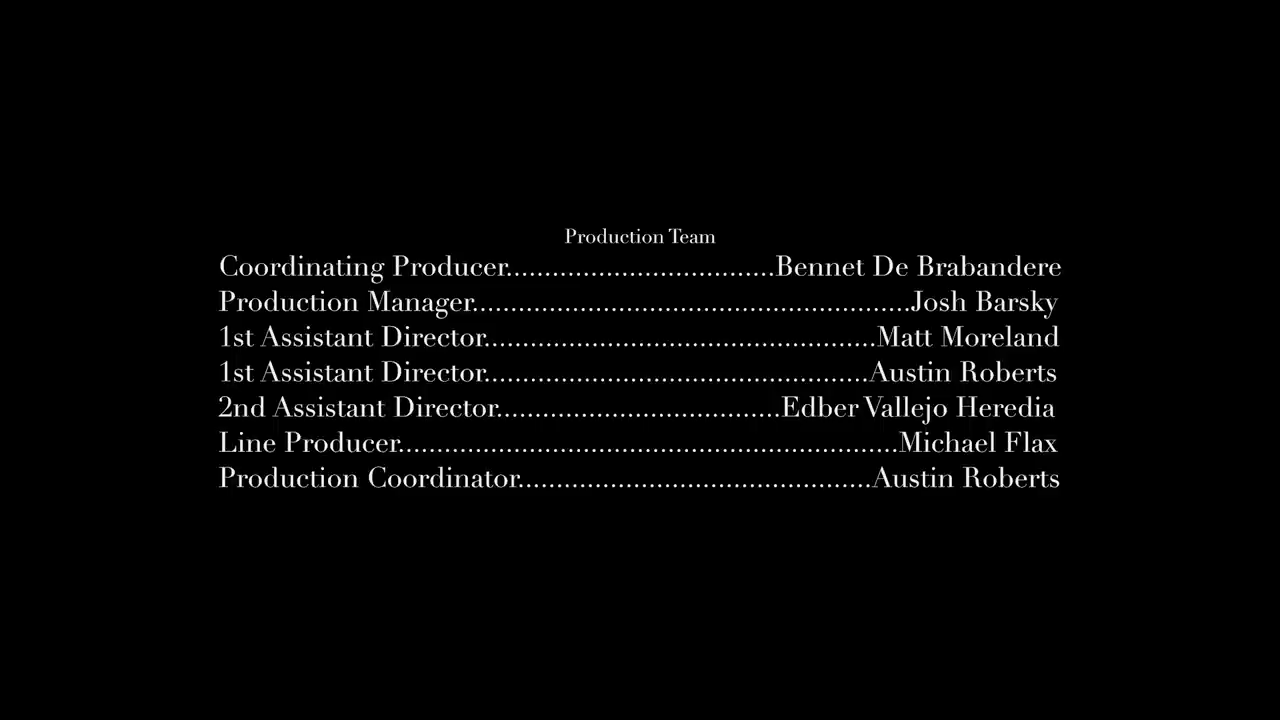 Production Team
Coordinating Producer...................................Bennet De Brabandere
Production Manager.........................................................Josh Barsky
1st Assistant Director...................................................Matt Moreland
1st Assistant Director..................................................Austin Roberts
2nd Assistant Director.....................................Edber Vallejo Heredia
Line Producer.................................................................Michael Flax
Production Coordinator..............................................Austin Roberts